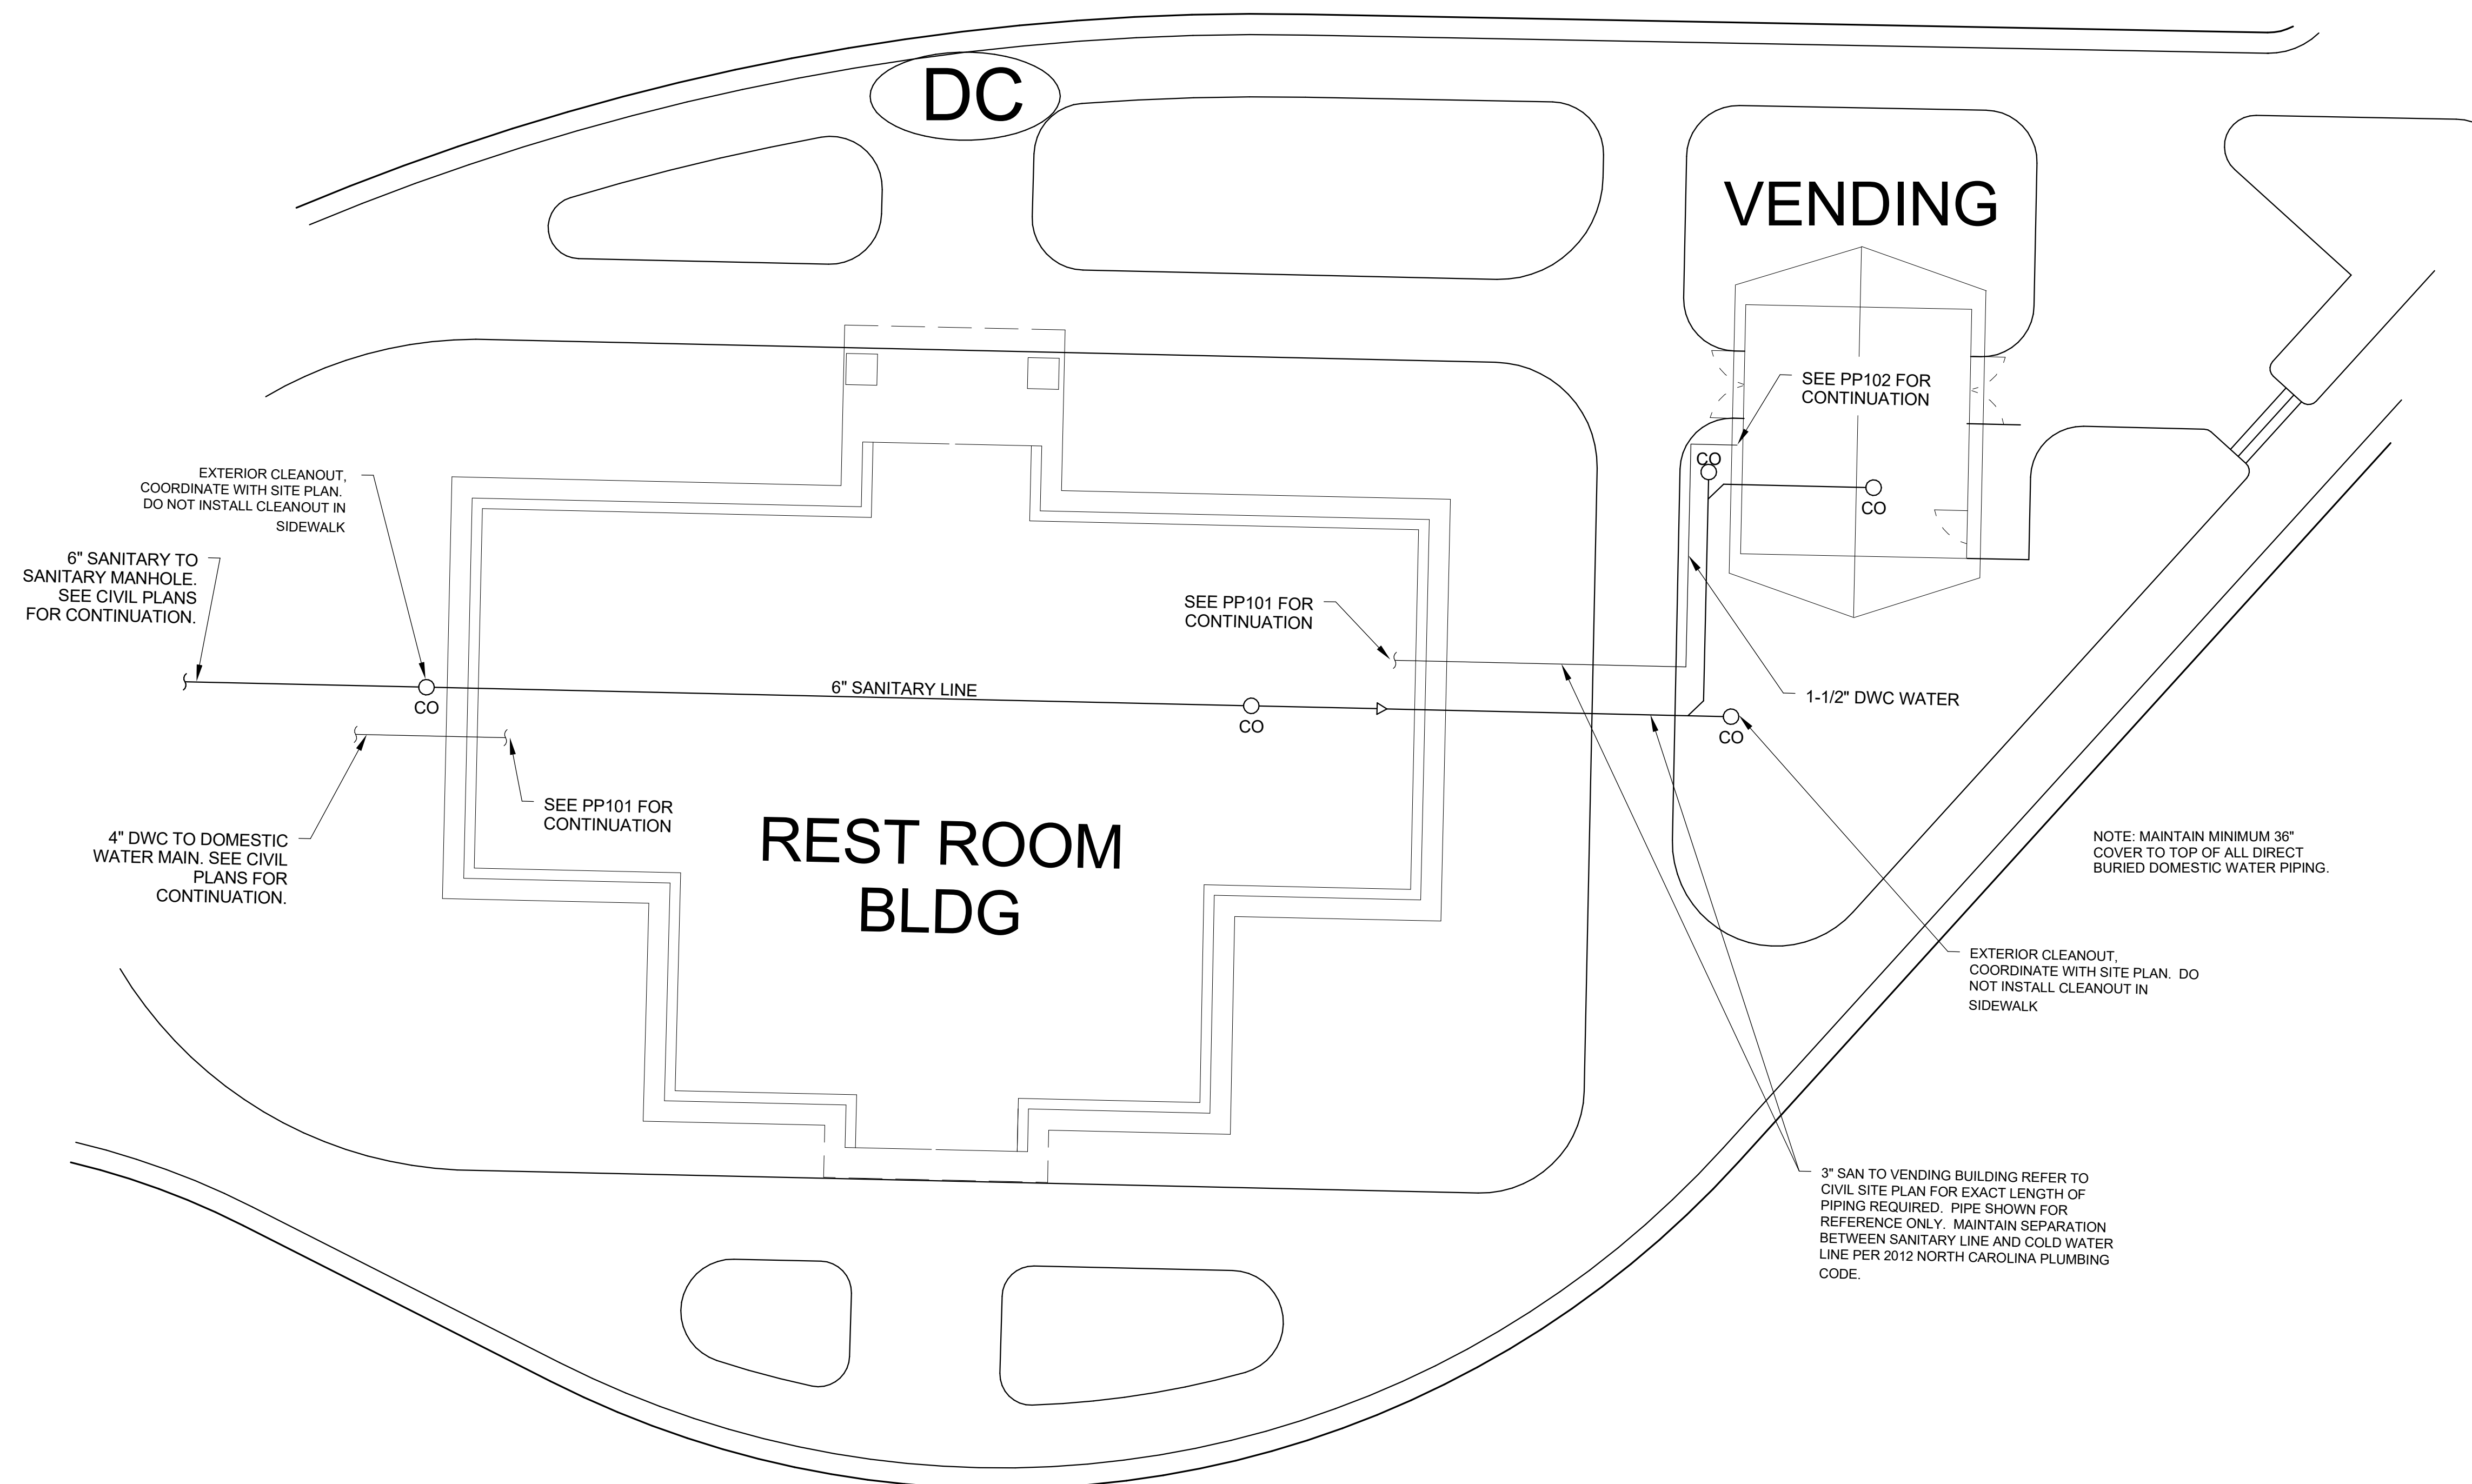 DC
VENDING
SEE PP102 FOR
CONTINUATION
CO
CO
EXTERIOR CLEANOUT,
COORDINATE WITH SITE PLAN.
DO NOT INSTALL CLEANOUT IN
SIDEWALK
6" SANITARY TO
SANITARY MANHOLE.
SEE CIVIL PLANS
FOR CONTINUATION.
SEE PP101 FOR
CONTINUATION
6" SANITARY LINE
1-1/2" DWC WATER
CO
CO
CO
SEE PP101 FOR
CONTINUATION
4" DWC TO DOMESTIC
WATER MAIN. SEE CIVIL
PLANS FOR
CONTINUATION.
REST ROOM
BLDG
NOTE: MAINTAIN MINIMUM 36"
COVER TO TOP OF ALL DIRECT
BURIED DOMESTIC WATER PIPING.
EXTERIOR CLEANOUT,
COORDINATE WITH SITE PLAN. DO
NOT INSTALL CLEANOUT IN
SIDEWALK
3" SAN TO VENDING BUILDING REFER TO
CIVIL SITE PLAN FOR EXACT LENGTH OF
PIPING REQUIRED. PIPE SHOWN FOR
REFERENCE ONLY. MAINTAIN SEPARATION
BETWEEN SANITARY LINE AND COLD WATER
LINE PER 2012 NORTH CAROLINA PLUMBING
CODE.